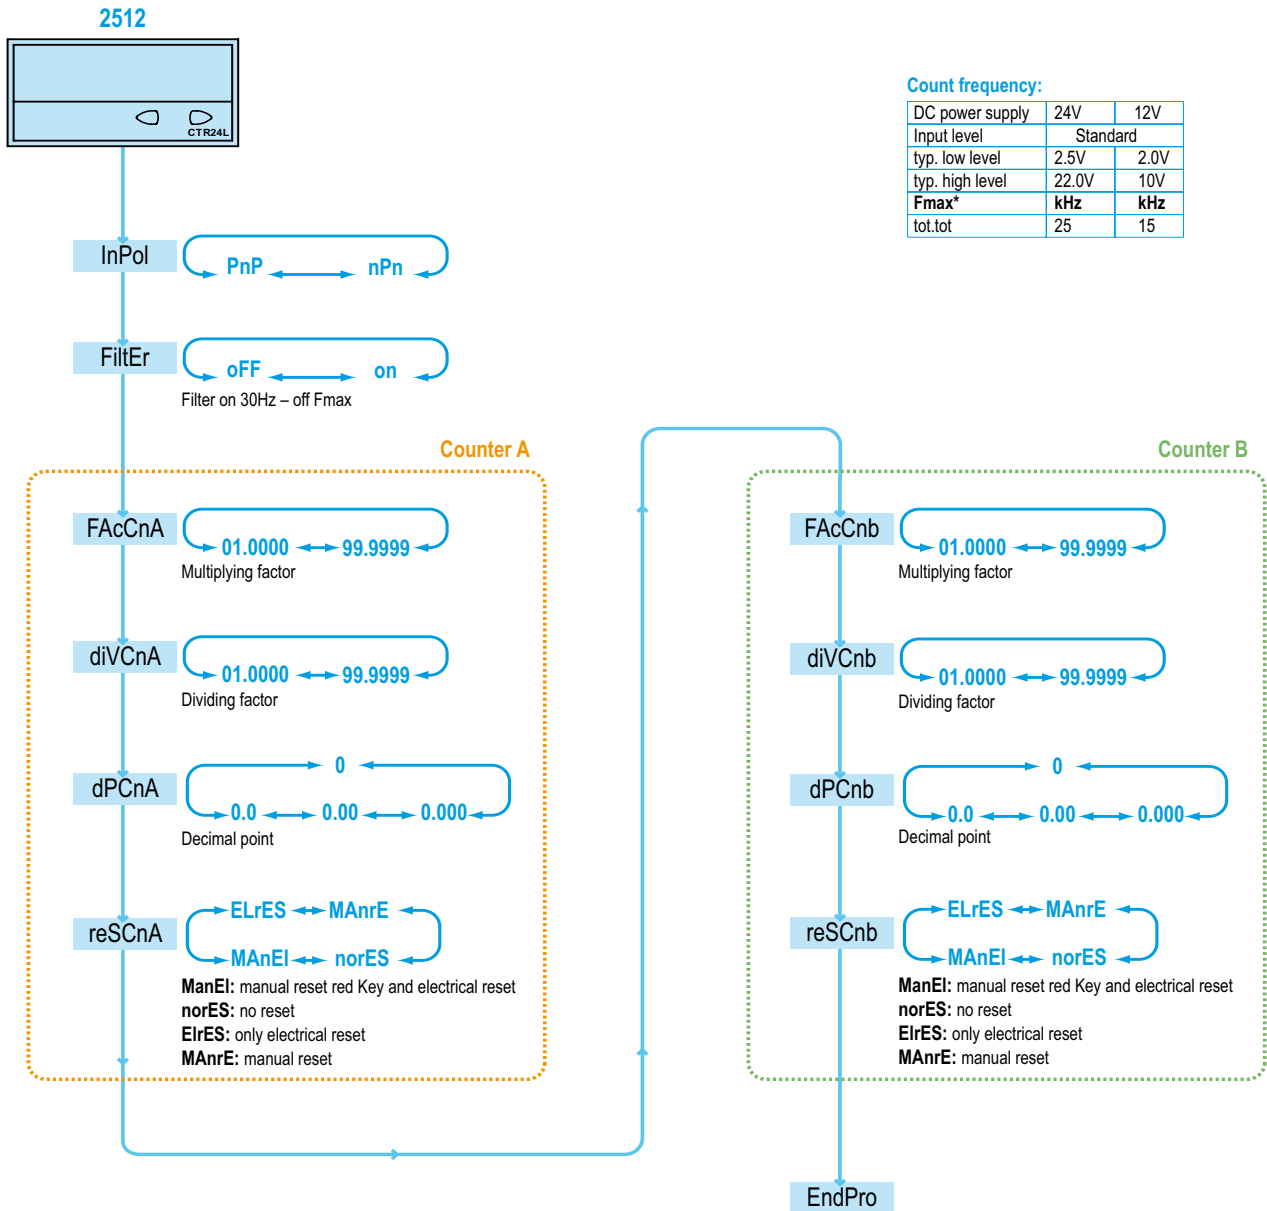 2512
CTR24L
Count frequency:
DC power supply 24V 12V
Input level Standard
typ. low level 2.5V 2.0V
typ. high level 22.0V 10V
Fmax* kHz kHz
tot.tot 25 15
InPol
PnP nPn
FiltEr
oFF on
Filter on 30Hz – off Fmax
Counter A
FAcCnA
01.0000 99.9999
Multiplying factor
diVCnA
01.0000 99.9999
Dividing factor
dPCnA
0
0.0 0.00 0.000
Decimal point
reSCnA
ELrES MAnrE
MAnEl norES
ManEl: manual reset red Key and electrical reset
norES: no reset
ElrES: only electrical reset
MAnrE: manual reset
Counter B
FAcCnb
01.0000 99.9999
Multiplying factor
diVCnb
01.0000 99.9999
Dividing factor
dPCnb
0
0.0 0.00 0.000
Decimal point
reSCnb
ELrES MAnrE
MAnEl norES
ManEl: manual reset red Key and electrical reset
norES: no reset
ElrES: only electrical reset
MAnrE: manual reset
EndPro